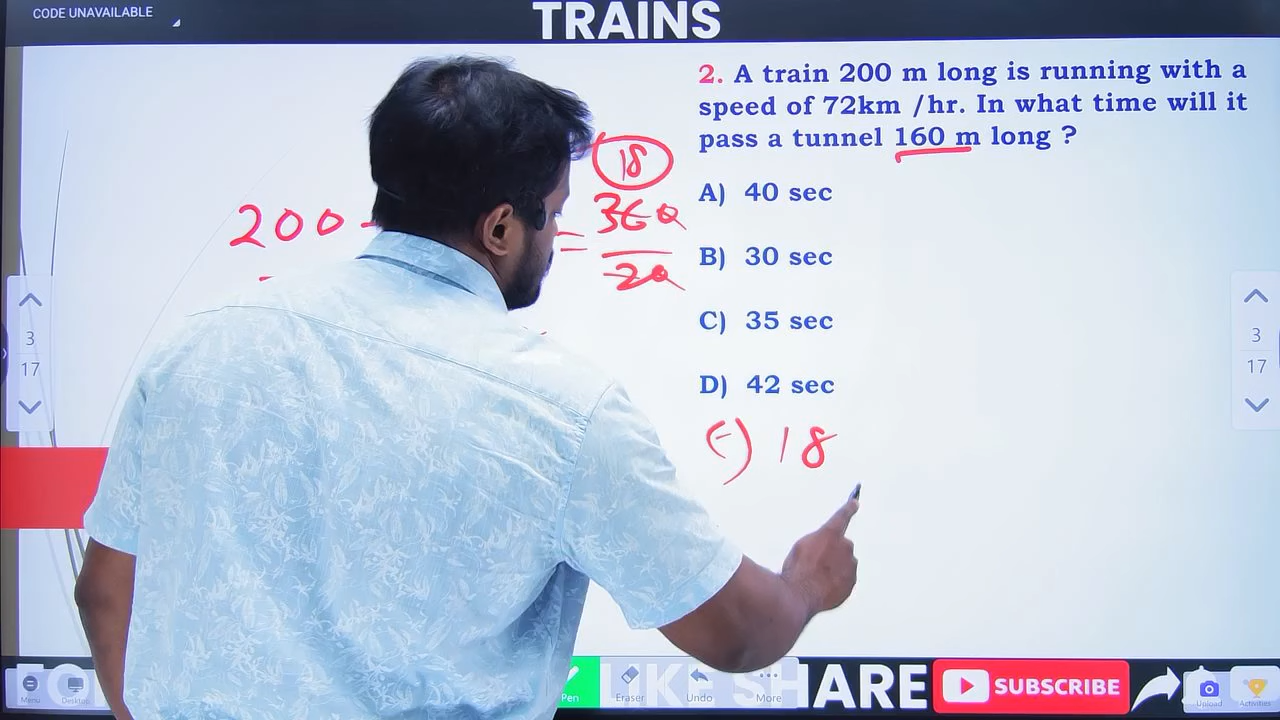 CODE UNAVAILABLE
TRAINS
2. A train 200 m long is running with a
speed of 72km /hr. In what time will it
pass a tunnel 160 m long ?
A) 40 sec
B) 30 sec
C) 35 sec
D) 42 sec
18
200
= 360
20
18
3
17
3
17
Menu
Desktop
Pen
Eraser
Undo
More
SHARE
SUBSCRIBE
Upload
Activities